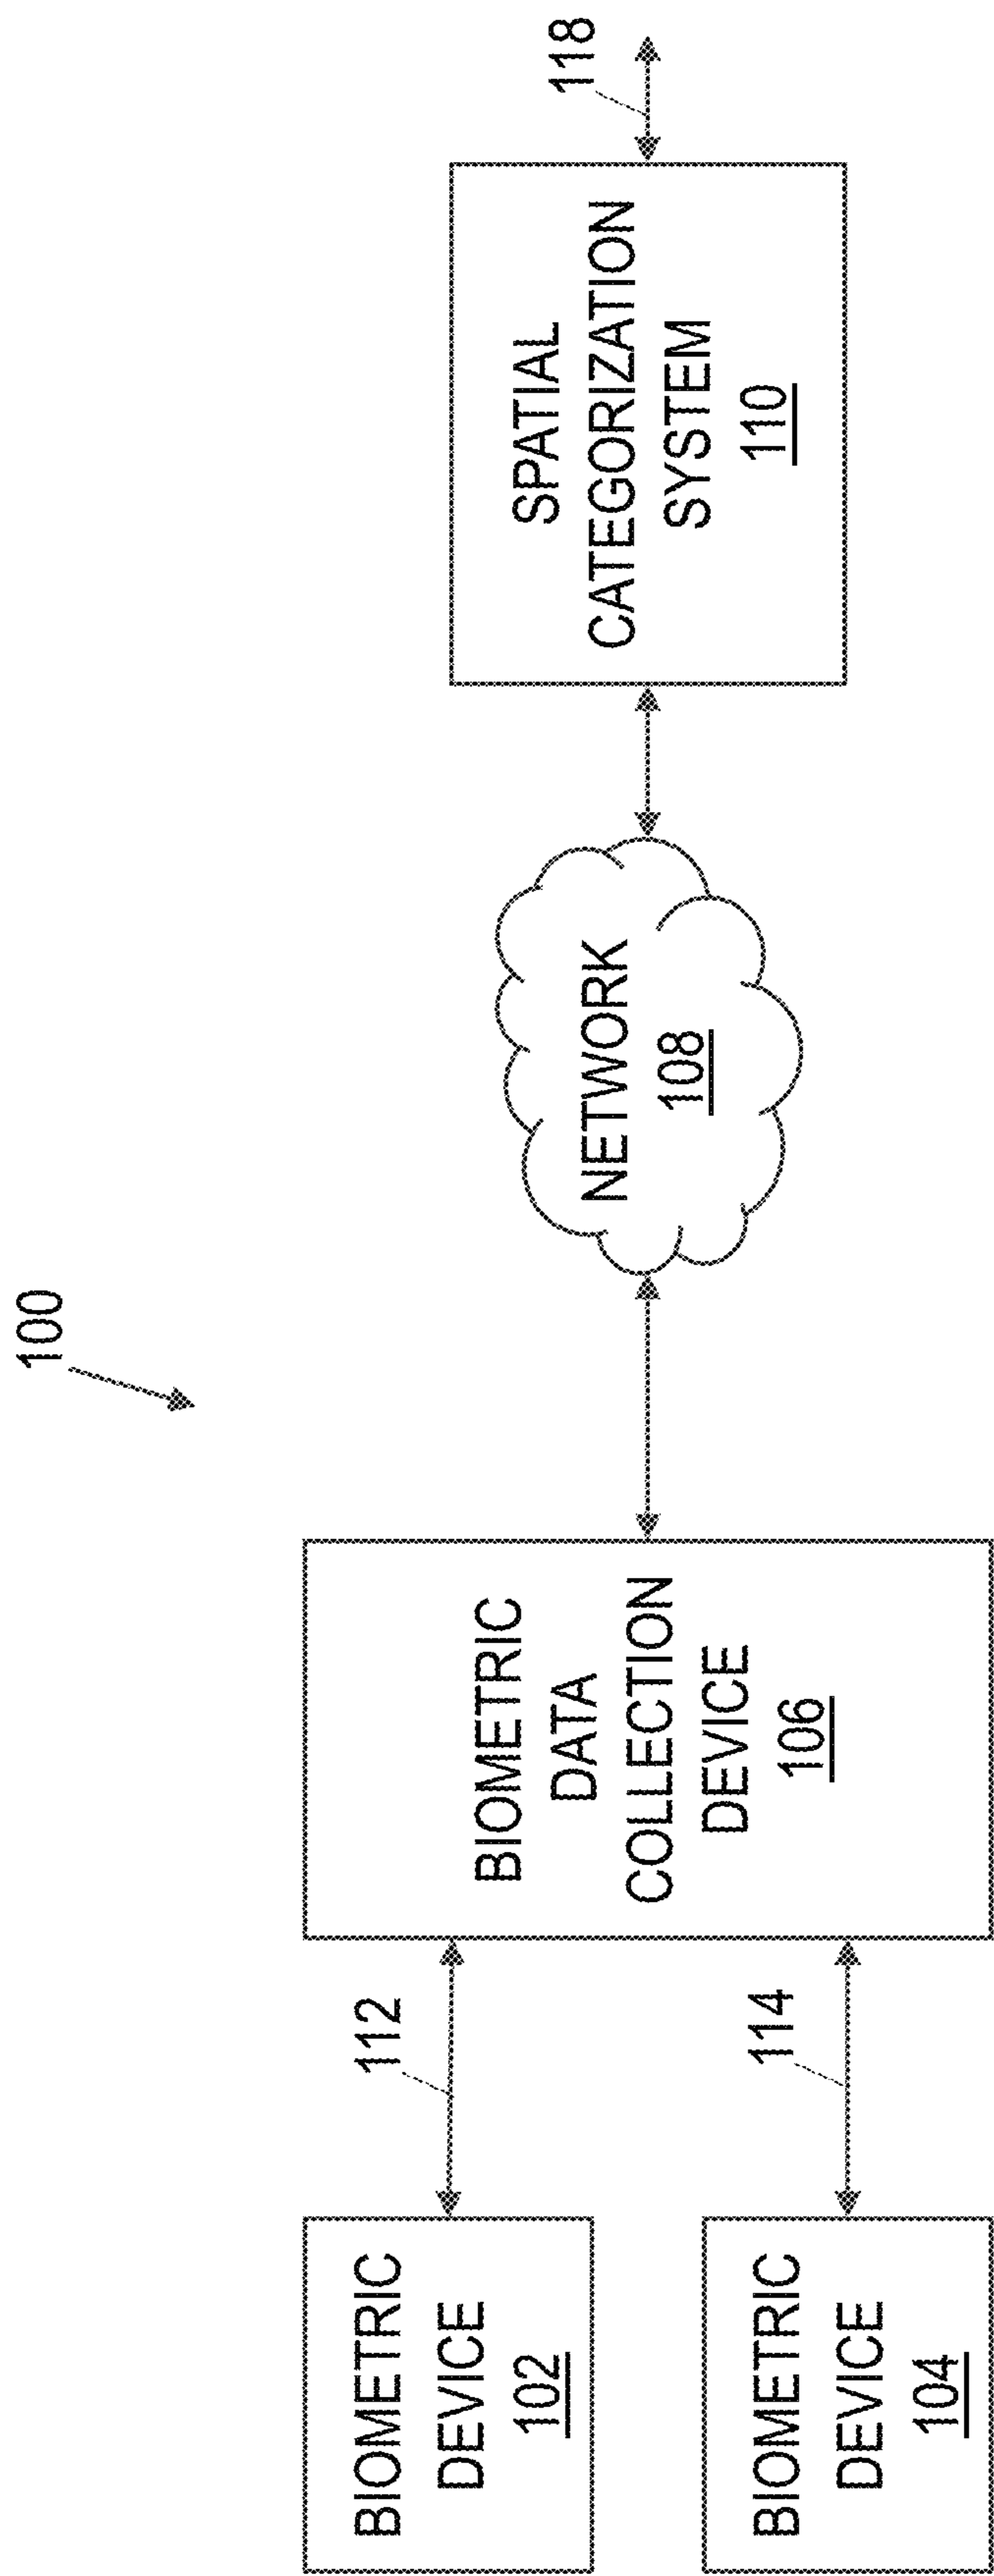 100
BIOMETRIC
DEVICE
102
112
BIOMETRIC
DEVICE
104
114
BIOMETRIC
DATA
COLLECTION
DEVICE
106
NETWORK
108
SPATIAL
CATEGORIZATION
SYSTEM
110
118